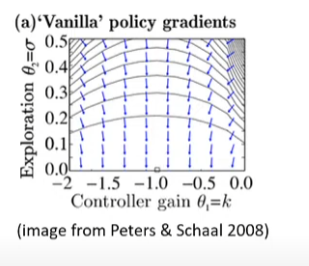 (a)‘Vanilla’ policy gradients
Exploration θ₂=σ
0.5
0.4
0.3
0.2
0.1
0.0
−2 −1.5 −1.0 −0.5 0.0
Controller gain θ₁=k
(image from Peters & Schaal 2008)